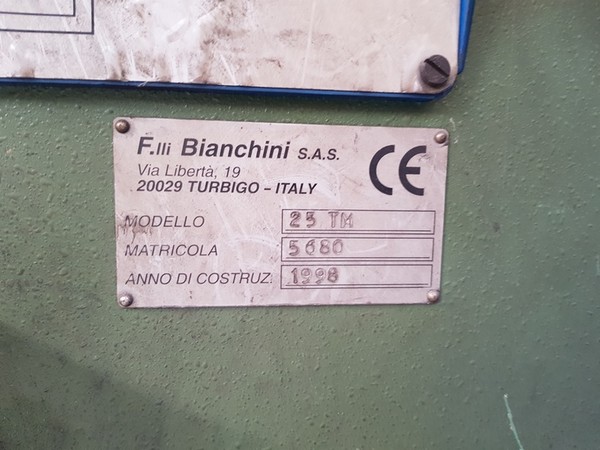 F.lli Bianchini S.A.S.
Via Libertà, 19
20029 TURBIGO - ITALY
CE
MODELLO 25 TM
MATRICOLA 5680
ANNO DI COSTRUZ. 1998